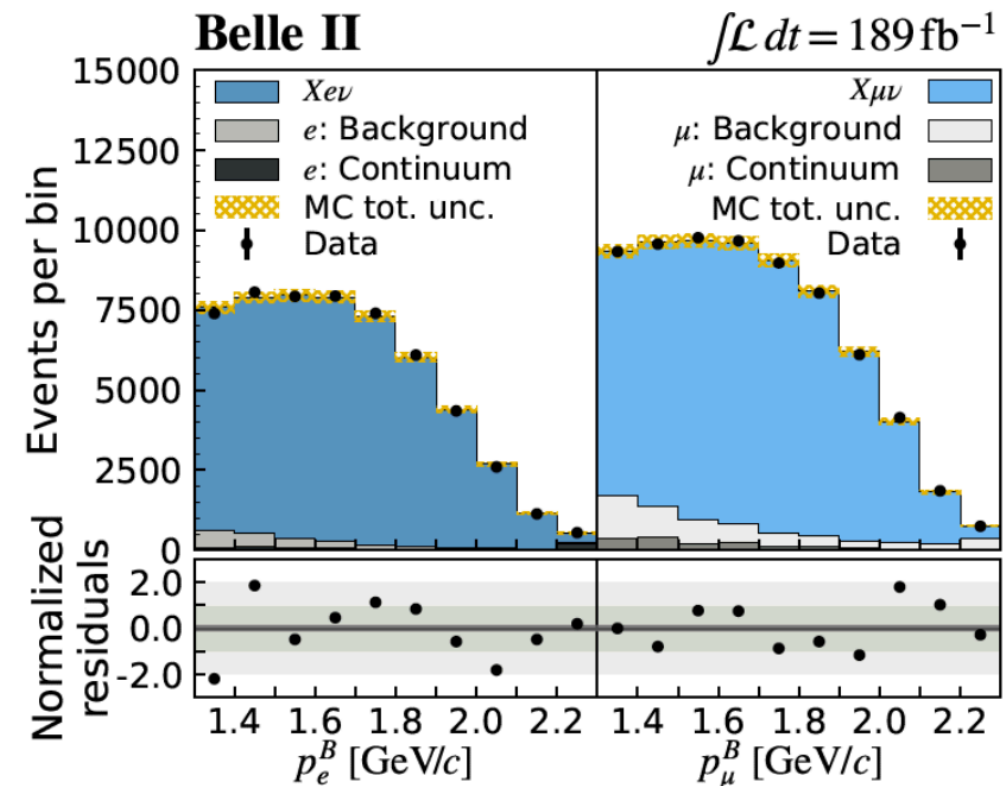 Belle II ∫ℒ dt = 189 fb⁻¹
Events per bin
15000
12500
10000
7500
5000
2500
0
Xeν
e: Background
e: Continuum
MC tot. unc.
Data
Xμν
μ: Background
μ: Continuum
MC tot. unc.
Data
Normalized
residuals
2.0
0.0
-2.0
1.4 1.6 1.8 2.0 2.2 1.4 1.6 1.8 2.0 2.2
p_e^B [GeV/c] p_μ^B [GeV/c]